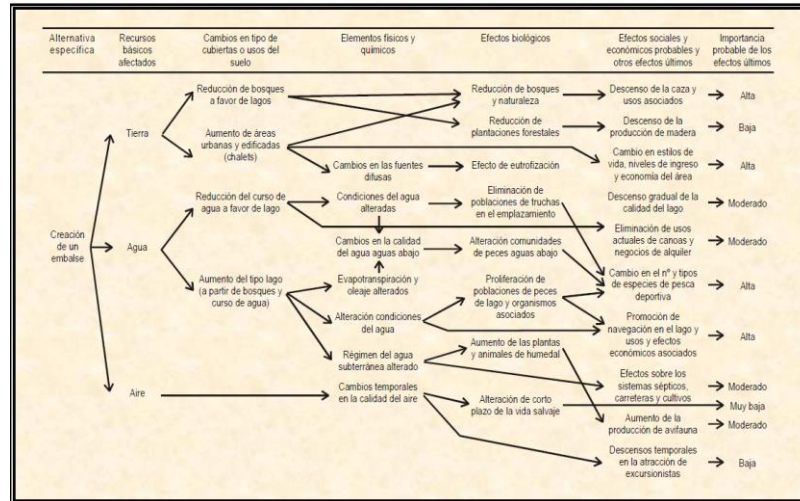 Alternativa
específica
Recursos
básicos
afectados
Cambios en tipo de
cubiertas o usos del
suelo
Elementos físicos y
químicos
Efectos biológicos
Efectos sociales y
económicos probables y
otros efectos últimos
Importancia
probable de los
efectos últimos
Creación
de un
embalse
Tierra
Agua
Aire
Reducción de bosques
a favor de lagos
Aumento de áreas
urbanas y edificadas
(chalets)
Reducción del curso de
agua a favor de lago
Aumento del tipo lago
(a partir de bosques y
curso de agua)
Cambios en las fuentes
difusas
Condiciones del agua
alteradas
Cambios en la calidad
del agua aguas abajo
Evapotranspiración y
oleaje alterados
Alteración condiciones
del agua
Régimen del agua
subterránea alterado
Cambios temporales
en la calidad del aire
Reducción de bosques
y naturaleza
Reducción de
plantaciones forestales
Efecto de eutrofización
Eliminación de
poblaciones de truchas
en el emplazamiento
Alteración comunidades
de peces aguas abajo
Proliferación de
poblaciones de peces
de lago y organismos
asociados
Aumento de las plantas
y animales de humedal
Alteración de corto
plazo de la vida salvaje
Descenso de la caza y
usos asociados
Descenso de la
producción de madera
Cambio en estilos de
vida, niveles de ingreso
y economía del área
Descenso gradual de la
calidad del lago
Eliminación de usos
actuales de canoas y
negocios de alquiler
Cambio en el nº y tipos
de especies de pesca
deportiva
Promoción de
navegación en el lago y
usos y efectos
económicos asociados
Efectos sobre los
sistemas sépticos,
carreteras y cultivos
Aumento de la
producción de avifauna
Descensos temporales
en la atracción de
excursionistas
Alta
Baja
Alta
Moderado
Moderado
Alta
Alta
Moderado
Muy baja
Moderado
Baja